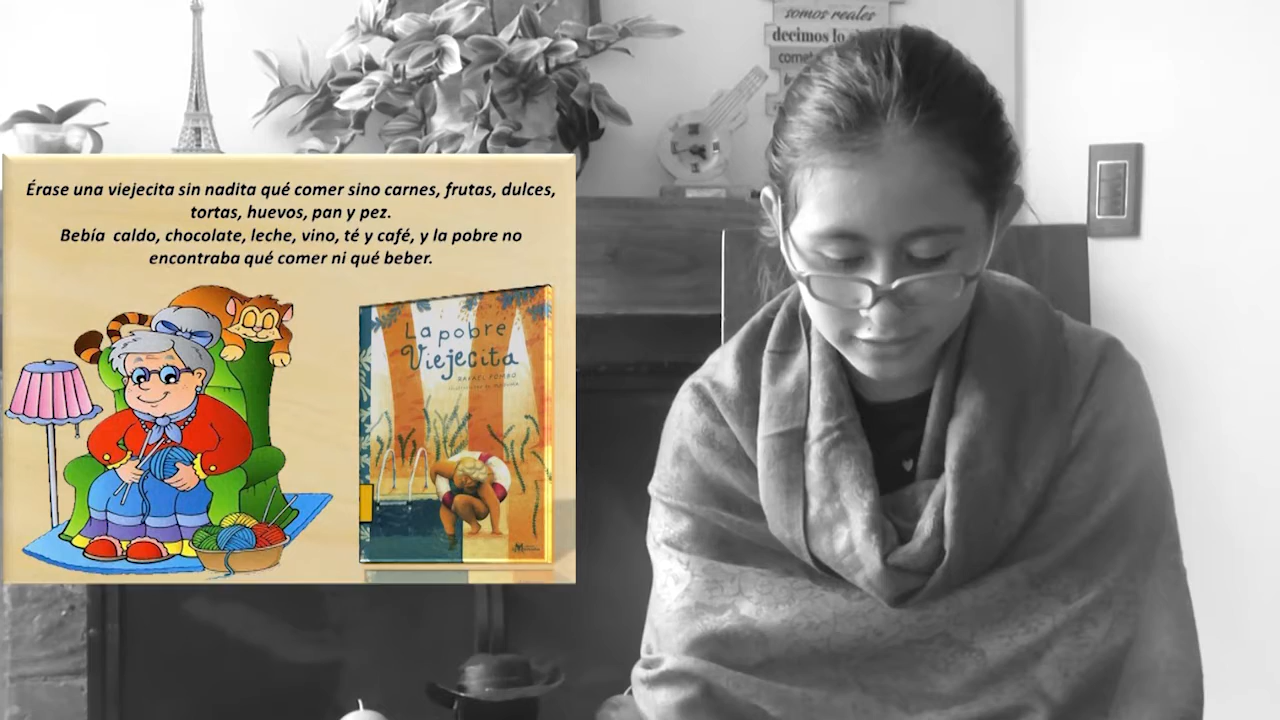 somos reales
decimos lo
Érase una viejecita sin nadita qué comer sino carnes, frutas, dulces,
tortas, huevos, pan y pez.
Bebía caldo, chocolate, leche, vino, té y café, y la pobre no
encontraba qué comer ni qué beber.
La pobre
Viejecita
RAFAEL POMBO